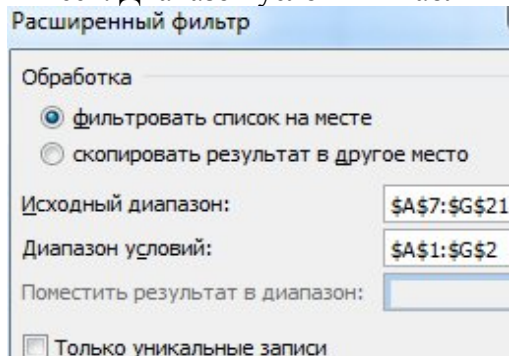 Расширенный фильтр
Обработка
фильтровать список на месте
скопировать результат в другое место
Исходный диапазон: $A$7:$G$21
Диапазон условий: $A$1:$G$2
Поместить результат в диапазон:
Только уникальные записи